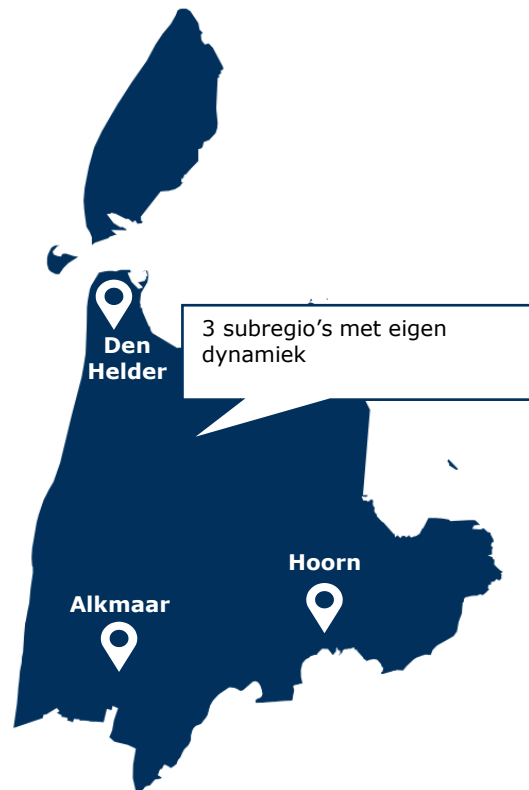 3 subregio's met eigen
dynamiek
Den
Helder
Hoorn
Alkmaar